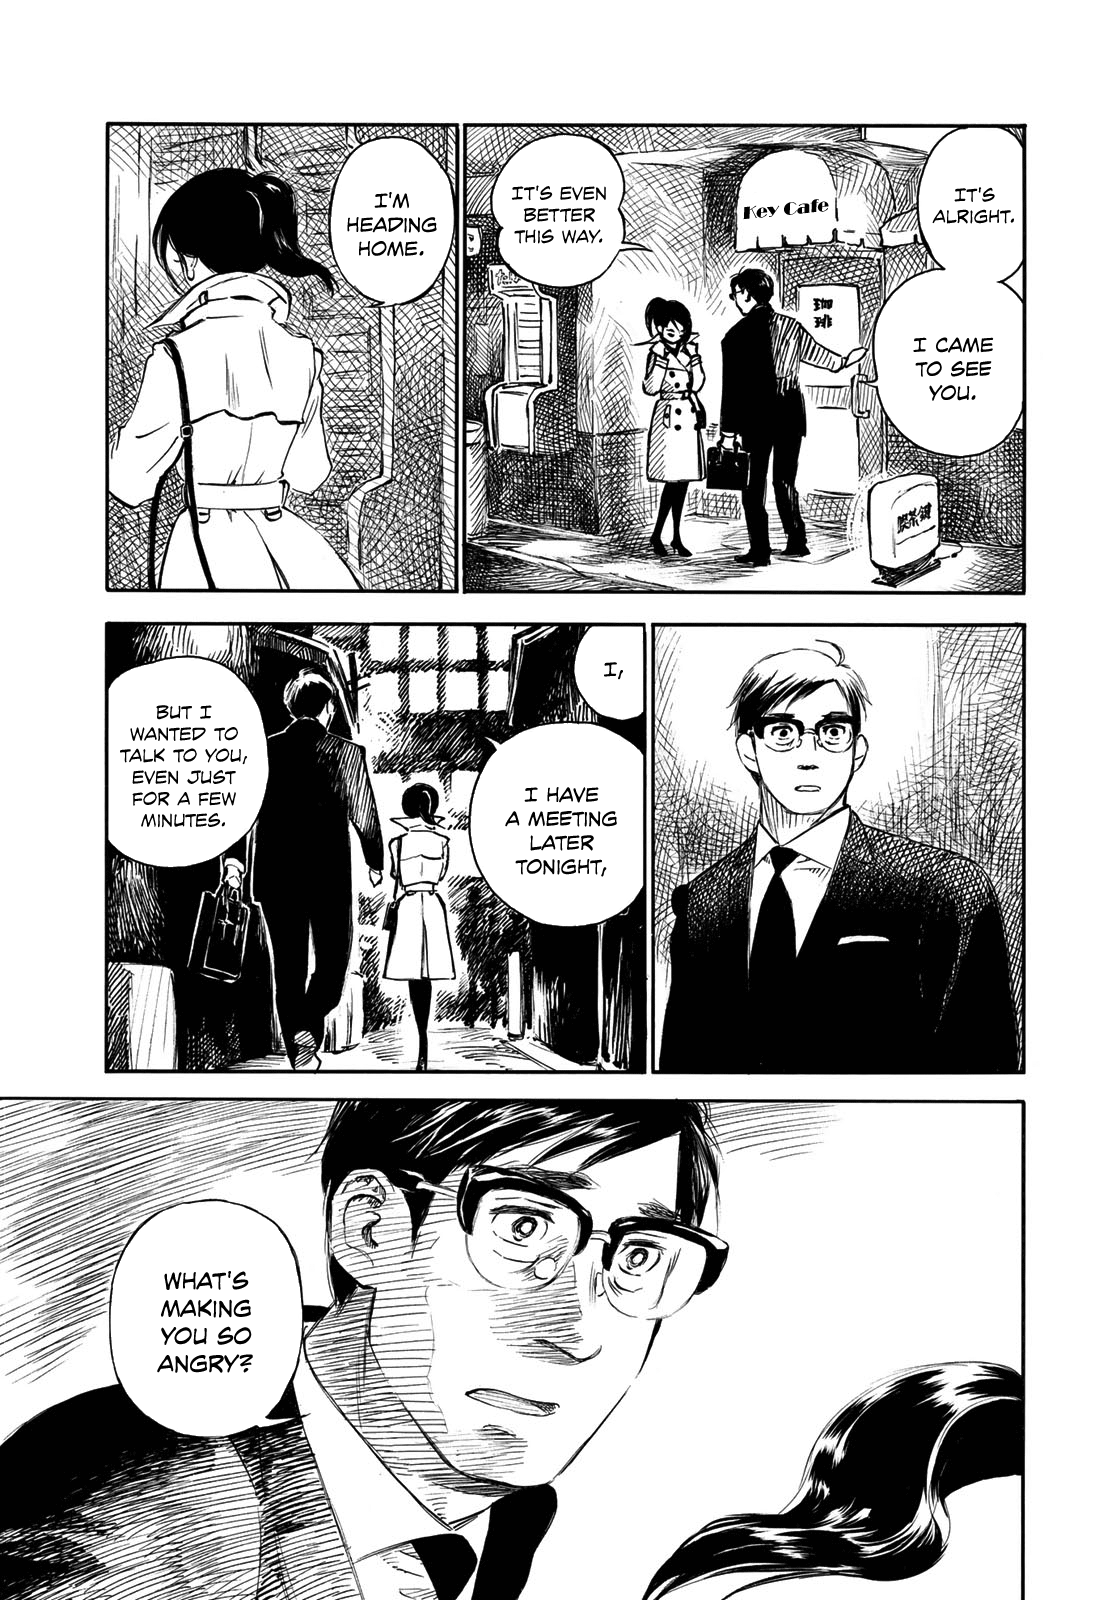 IT'S
ALRIGHT.
I CAME
TO SEE
YOU.
Key Cafe
珈琲
喫茶鍵
IT'S EVEN
BETTER
THIS WAY.
I'M
HEADING
HOME.
I,
I HAVE
A MEETING
LATER
TONIGHT,
BUT I
WANTED TO
TALK TO YOU,
EVEN JUST
FOR A FEW
MINUTES.
WHAT'S
MAKING
YOU SO
ANGRY?